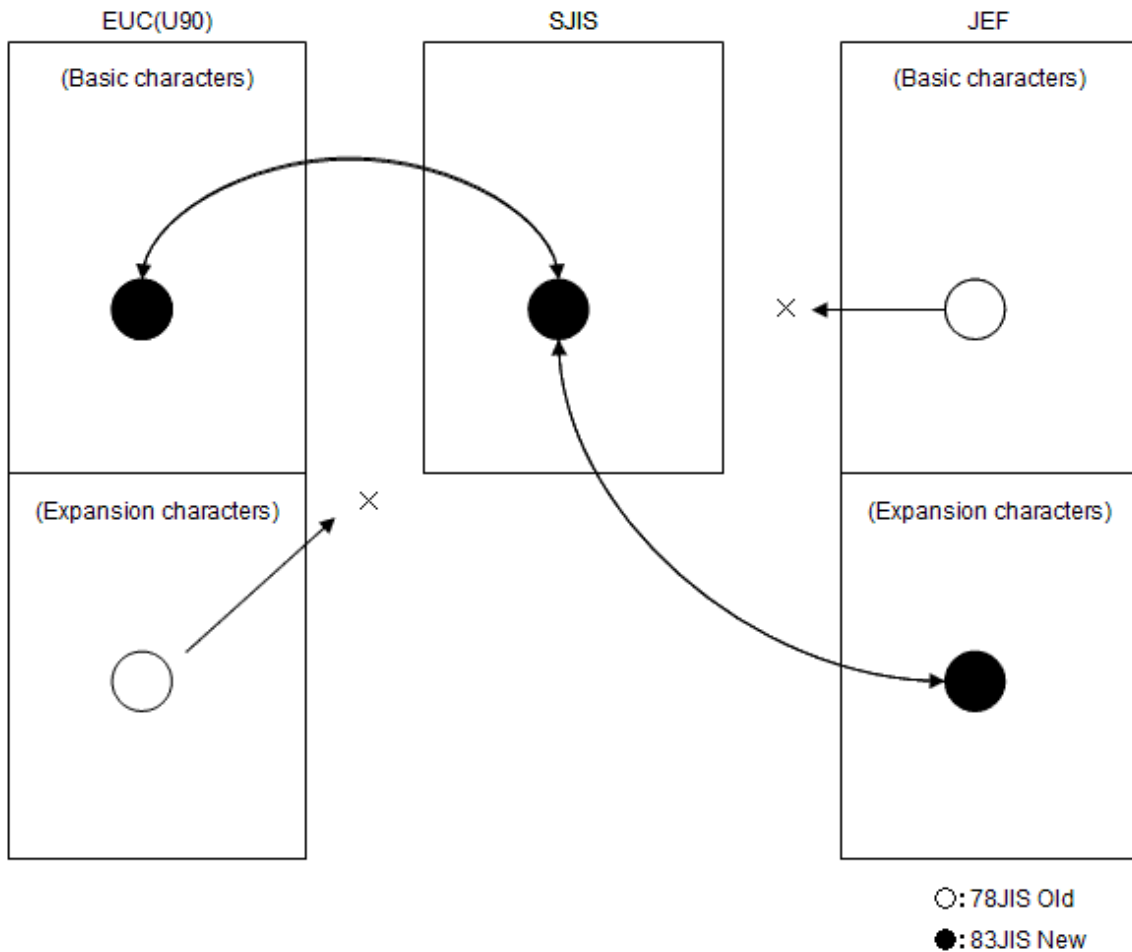 EUC(U90)
SJIS
JEF
(Basic characters)
(Basic characters)
(Expansion characters)
(Expansion characters)
○: 78JIS Old
●: 83JIS New